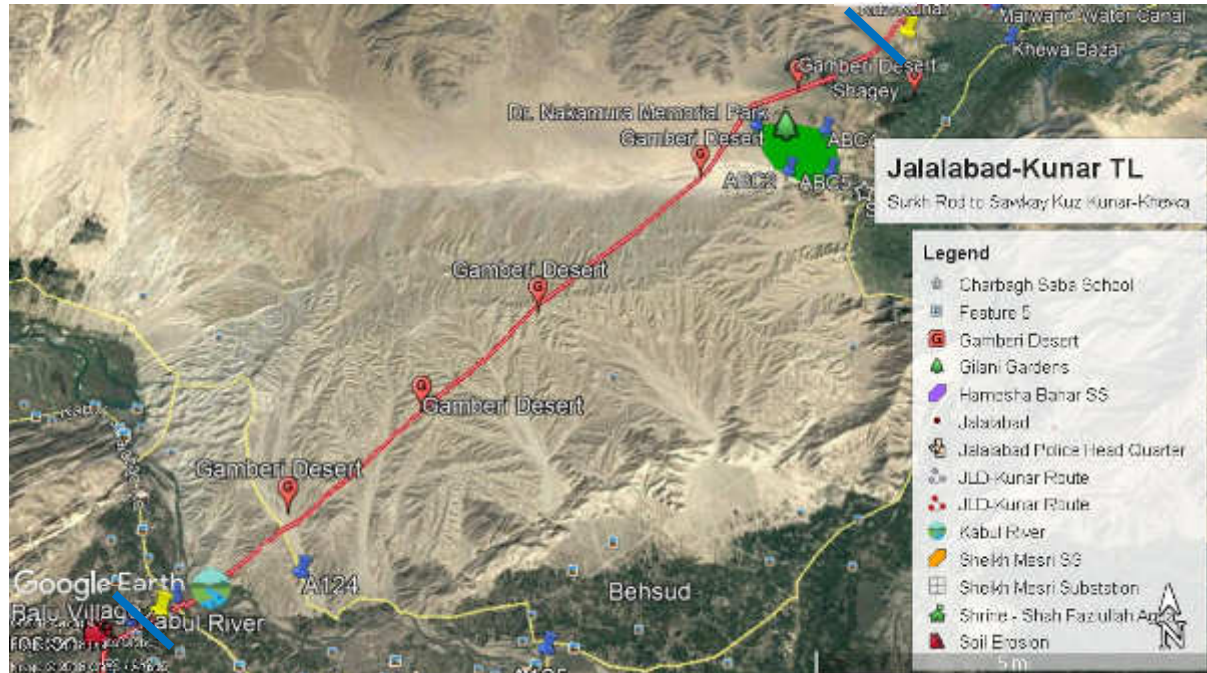 Marwand Water Canal
Khewa Bazar
Gamberi Desert
Shagey
Dr. Nakamura Memorial Park
Gamberi Desert
ABC2
ABC5
Jalalabad-Kunar TL
Surkh Rod to Sawkay Kuz Kunar-Khewa
Gamberi Desert
Gamberi Desert
Gamberi Desert
Google Earth
A124
Behsud
Kabul River
Legend
Charbagh Saba School
Feature 5
Gamberi Desert
Gilani Gardens
Hamesha Bahar SS
Jalalabad
Jalalabad Police Head Quarter
JLD-Kunar Route
JLD-Kunar Route
Kabul River
Sheikh Mesri SG
Sheikh Mesri Substation
Shrine - Shah Fazlullah
Soil Erosion
N